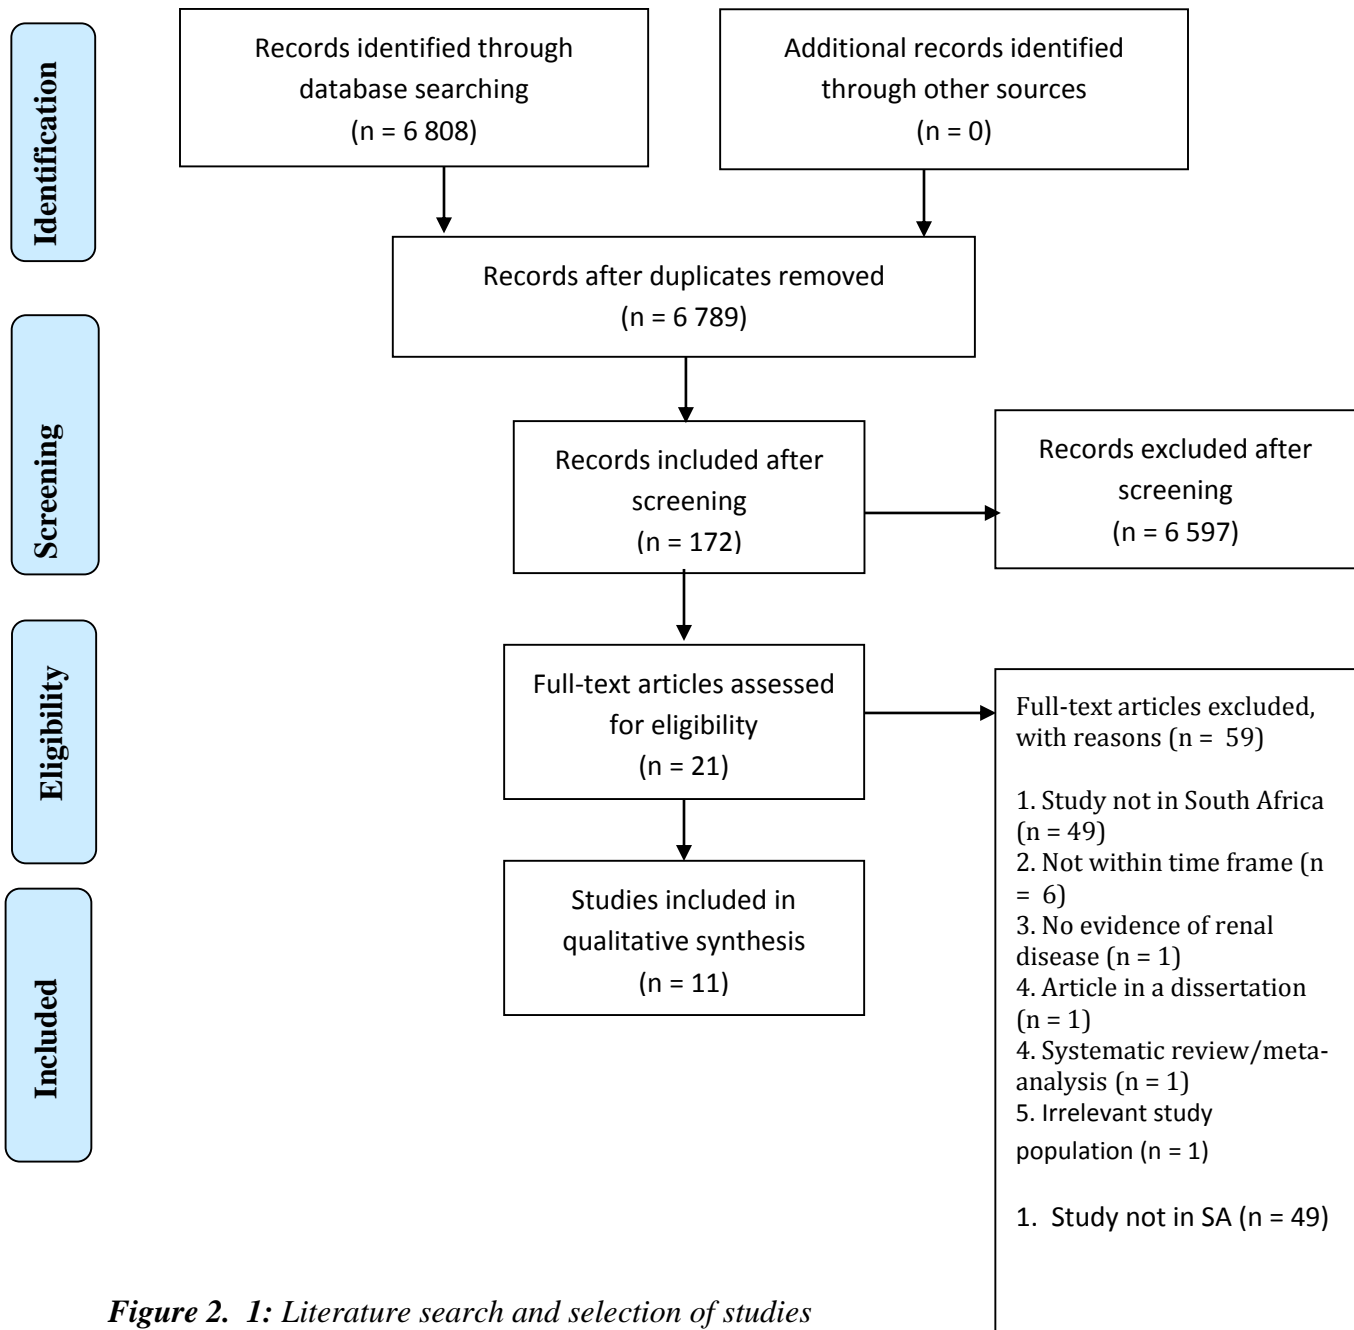 Identification
Records identified through
database searching
(n = 6 808)
Additional records identified
through other sources
(n = 0)
Records after duplicates removed
(n = 6 789)
Screening
Records included after
screening
(n = 172)
Records excluded after
screening
(n = 6 597)
Eligibility
Full-text articles assessed
for eligibility
(n = 21)
Full-text articles excluded,
with reasons (n =  59)
1. Study not in South Africa
(n = 49)
2. Not within time frame (n
=  6)
3. No evidence of renal
disease (n = 1)
4. Article in a dissertation
(n = 1)
4. Systematic review/meta-
analysis (n = 1)
5. Irrelevant study
population (n = 1)
1.  Study not in SA (n = 49)
Included
Studies included in
qualitative synthesis
(n = 11)
Figure 2.  1: Literature search and selection of studies